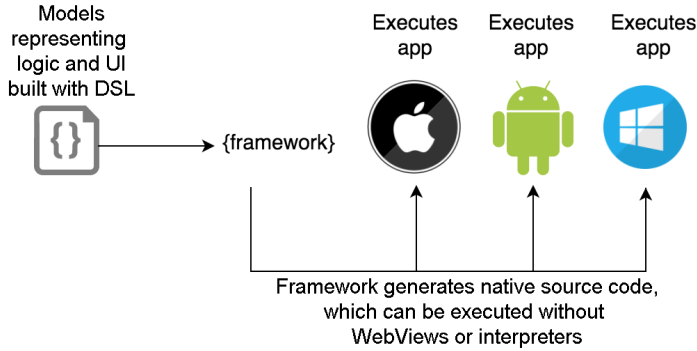 Models
representing
logic and UI
built with DSL
{ }
{framework}
Executes
app
Executes
app
Executes
app
Framework generates native source code,
which can be executed without
WebViews or interpreters